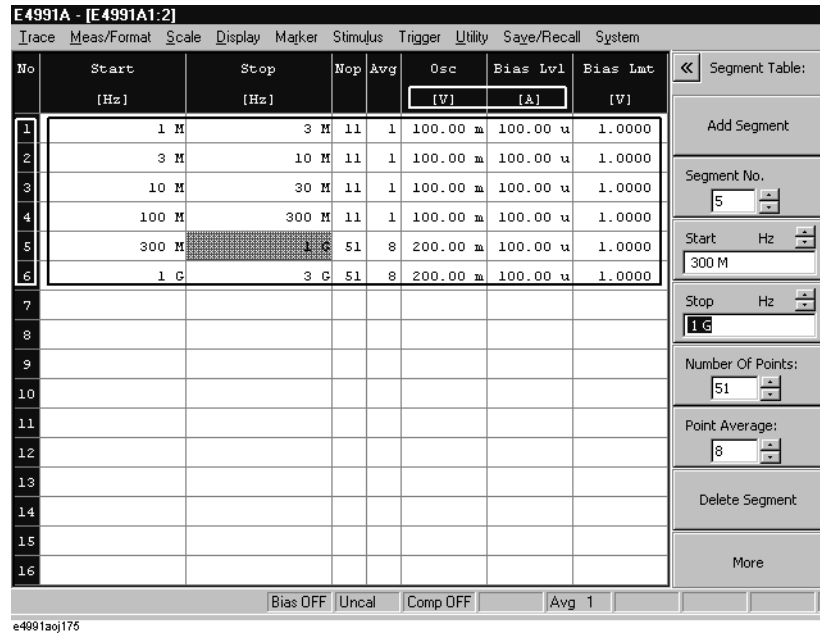 E4991A - [E4991A1:2]
Trace Meas/Format Scale Display Marker Stimulus Trigger Utility Save/Recall System
No Start Stop Nop Avg Osc Bias Lvl Bias Lmt
[Hz] [Hz] [V] [A] [V]
1 1 M 3 M 11 1 100.00 m 100.00 u 1.0000
2 3 M 10 M 11 1 100.00 m 100.00 u 1.0000
3 10 M 30 M 11 1 100.00 m 100.00 u 1.0000
4 100 M 300 M 11 1 100.00 m 100.00 u 1.0000
5 300 M 1 G 51 8 200.00 m 100.00 u 1.0000
6 1 G 3 G 51 8 200.00 m 100.00 u 1.0000
7
8
9
10
11
12
13
14
15
16
« Segment Table:
Add Segment
Segment No.
5
Start Hz
300 M
Stop Hz
1 G
Number Of Points:
51
Point Average:
8
Delete Segment
More
Bias OFF Uncal Comp OFF Avg 1
e4991aoj175